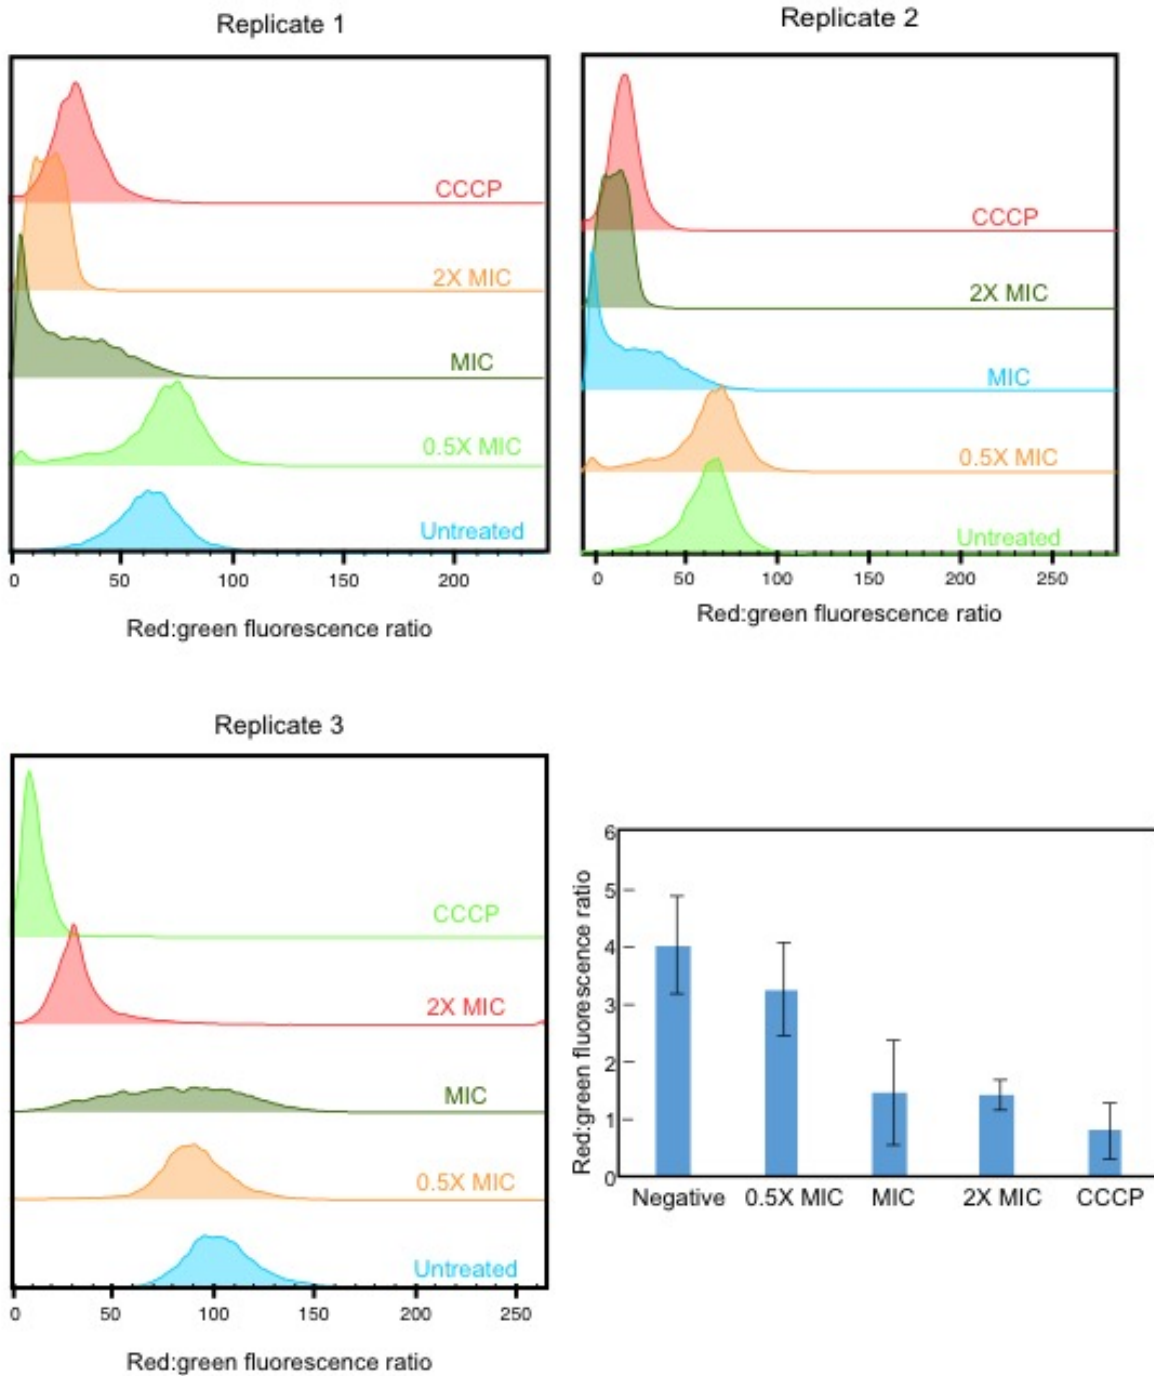 Replicate 1
CCCP
2X MIC
MIC
0.5X MIC
Untreated
0 50 100 150 200
Red:green fluorescence ratio
Replicate 2
CCCP
2X MIC
MIC
0.5X MIC
Untreated
0 50 100 150 200 250
Red:green fluorescence ratio
Replicate 3
CCCP
2X MIC
MIC
0.5X MIC
Untreated
0 50 100 150 200 250
Red:green fluorescence ratio
Red:green fluorescence ratio
6
5
4
3
2
1
0
Negative 0.5X MIC MIC 2X MIC CCCP